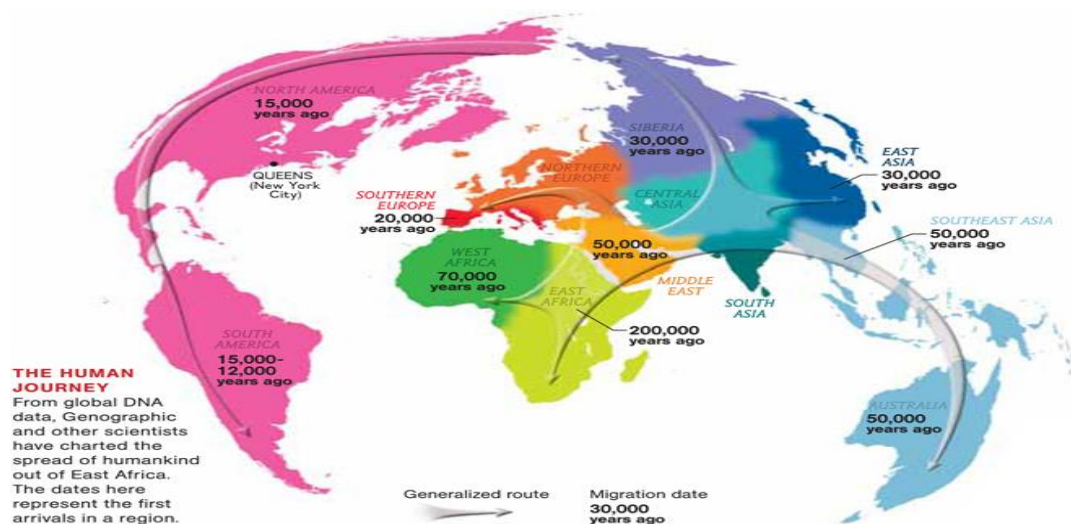 NORTH AMERICA
15,000
years ago
QUEENS
(New York
City)
SIBERIA
30,000
years ago
EAST
ASIA
30,000
years ago
NORTHERN
EUROPE
CENTRAL
ASIA
SOUTHERN
EUROPE
20,000
years ago
SOUTHEAST ASIA
50,000
years ago
WEST
AFRICA
70,000
years ago
50,000
years ago
MIDDLE
EAST
SOUTH
ASIA
EAST
AFRICA
200,000
years ago
SOUTH
AMERICA
15,000-
12,000
years ago
AUSTRALIA
50,000
years ago
THE HUMAN
JOURNEY
From global DNA
data, Genographic
and other scientists
have charted the
spread of humankind
out of East Africa.
The dates here
represent the first
arrivals in a region.
Generalized route
Migration date
30,000
years ago